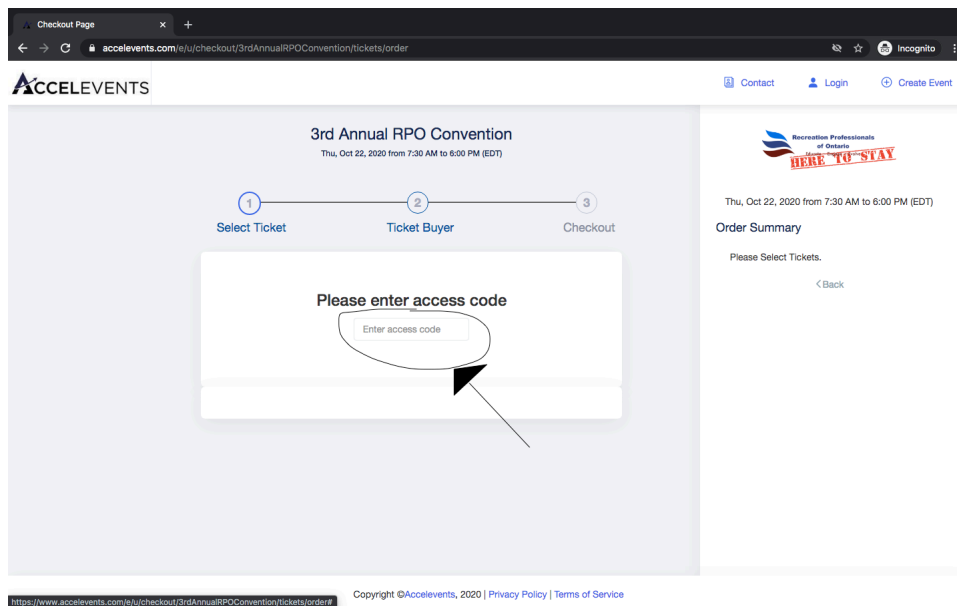 Checkout Page
accelevents.com/e/u/checkout/3rdAnnualRPOConvention/tickets/order
Incognito
ACCELEVENTS
Contact
Login
Create Event
3rd Annual RPO Convention
Thu, Oct 22, 2020 from 7:30 AM to 6:00 PM (EDT)
1
2
3
Select Ticket
Ticket Buyer
Checkout
Please enter access code
Enter access code
Recreation Professionals
of Ontario
HERE TO STAY
Thu, Oct 22, 2020 from 7:30 AM to 6:00 PM (EDT)
Order Summary
Please Select Tickets.
Back
Copyright ©Accelevents, 2020 | Privacy Policy | Terms of Service
https://www.accelevents.com/e/u/checkout/3rdAnnualRPOConvention/tickets/order#